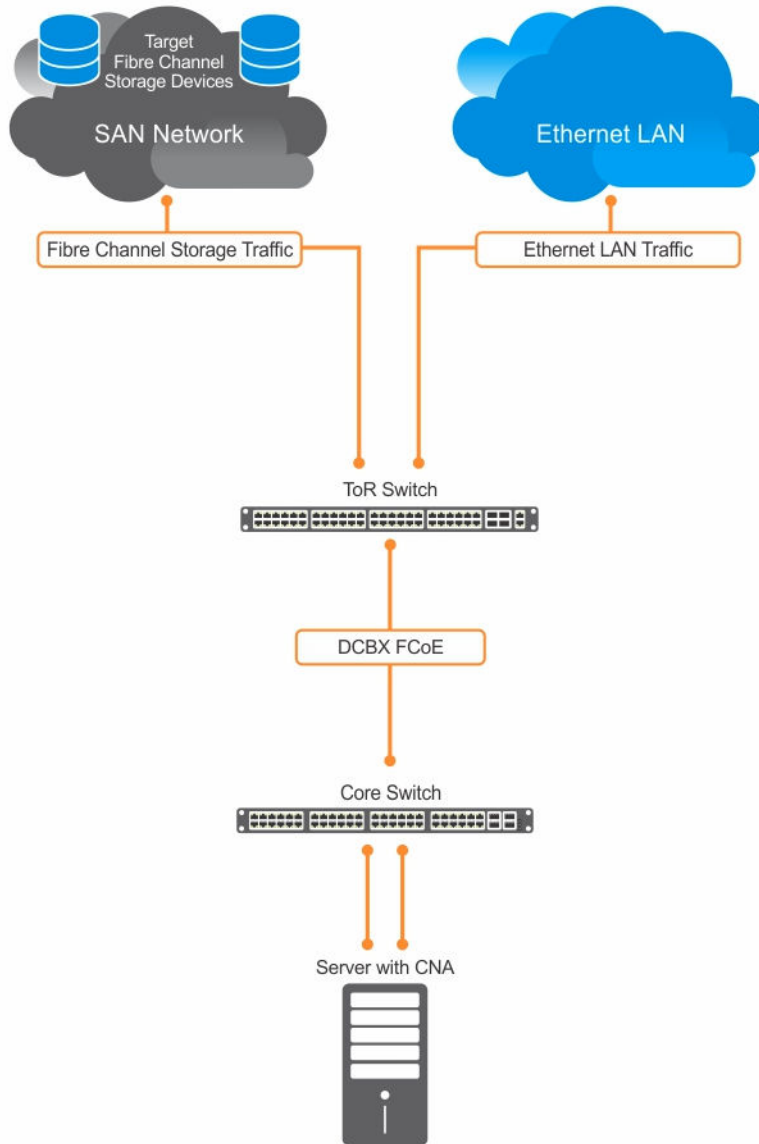 Target
Fibre Channel
Storage Devices
SAN Network
Ethernet LAN
Fibre Channel Storage Traffic
Ethernet LAN Traffic
ToR Switch
DCBX FCoE
Core Switch
Server with CNA